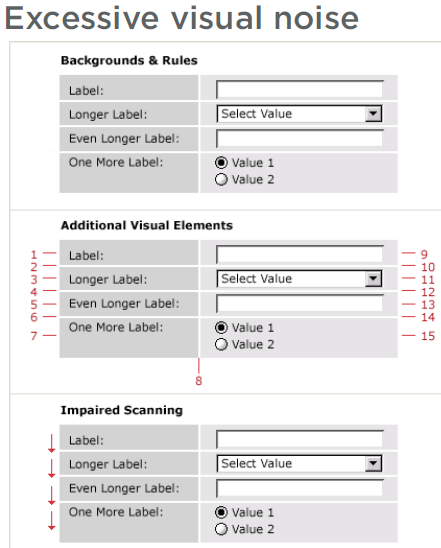 Excessive visual noise
Backgrounds & Rules
Label:
Longer Label: Select Value
Even Longer Label:
One More Label: Value 1
Value 2
Additional Visual Elements
1 Label: 9
2 10
3 Longer Label: Select Value 11
4 12
5 Even Longer Label: 13
6 14
7 One More Label: Value 1 15
Value 2
8
Impaired Scanning
Label:
Longer Label: Select Value
Even Longer Label:
One More Label: Value 1
Value 2